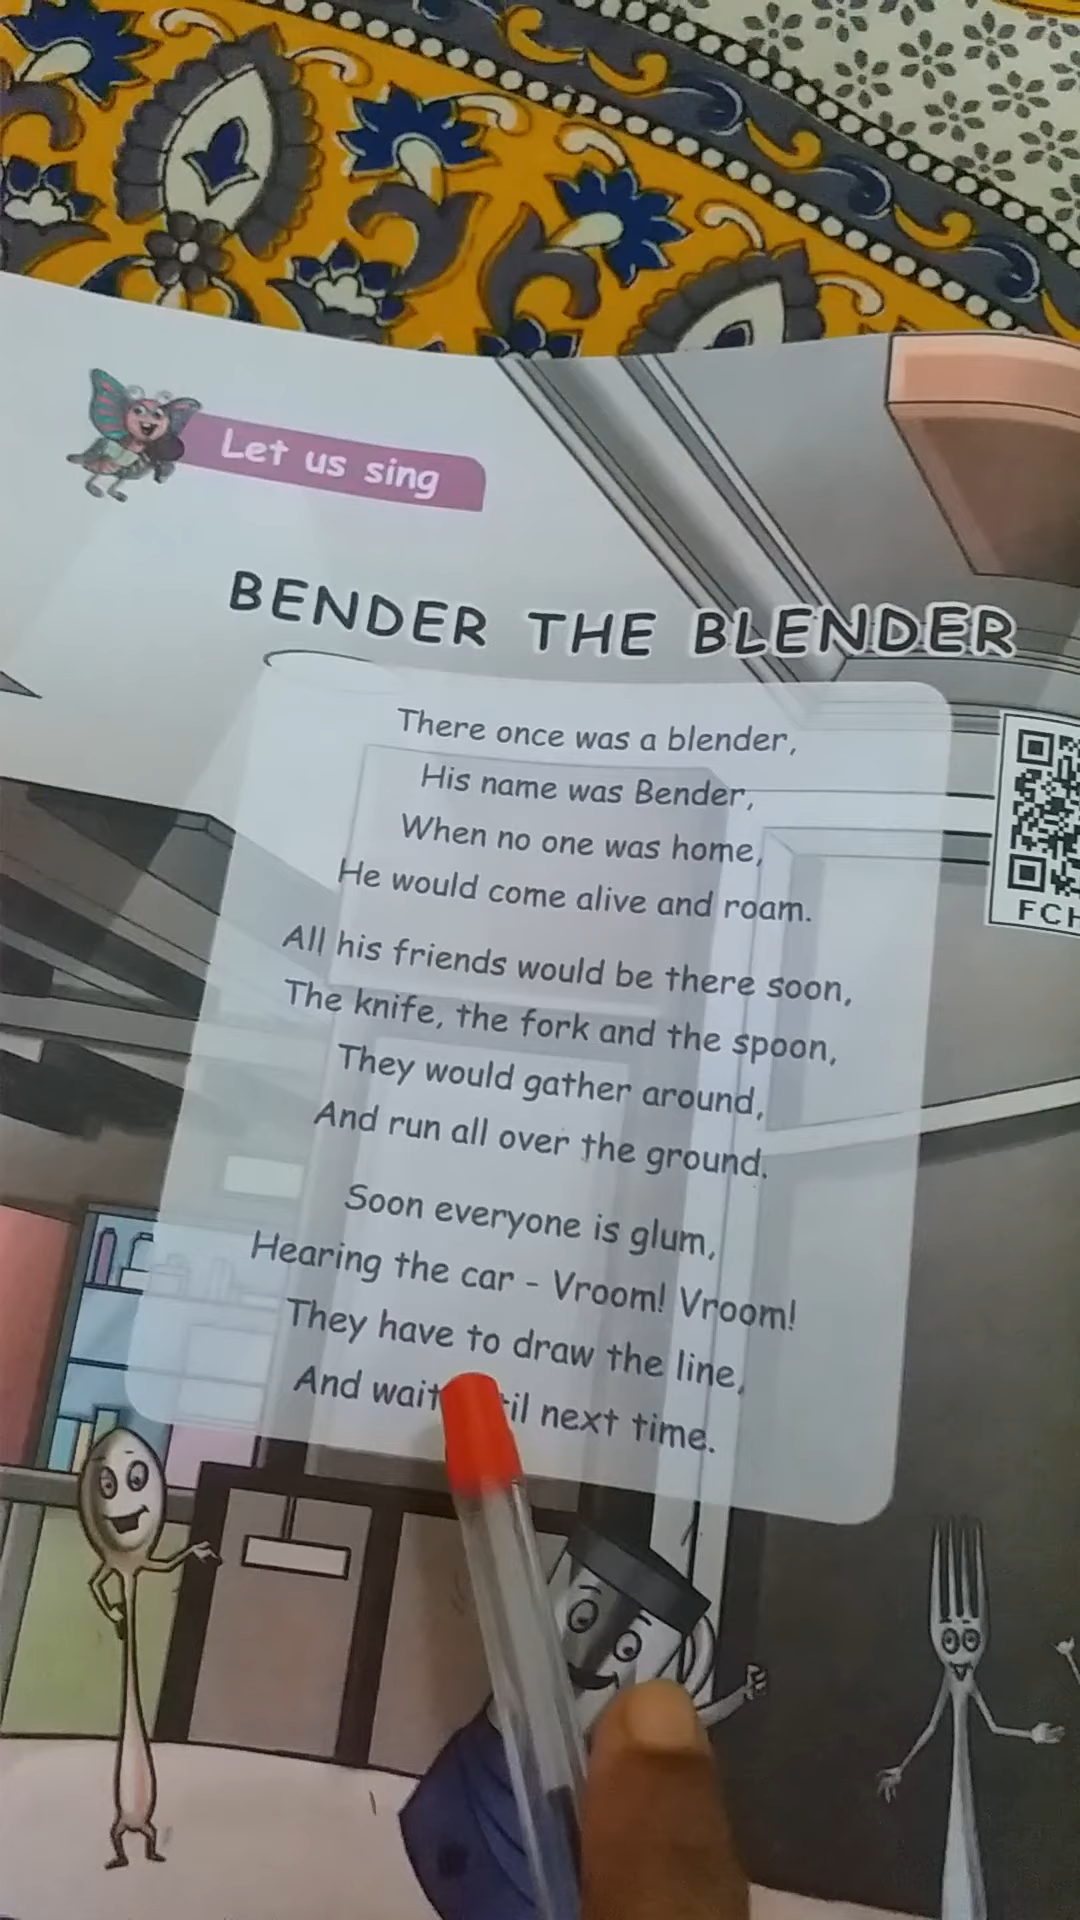 Let us sing
BENDER THE BLENDER
There once was a blender,
His name was Bender,
When no one was home,
He would come alive and roam.
All his friends would be there soon,
The knife, the fork and the spoon,
They would gather around,
And run all over the ground.
Soon everyone is glum,
Hearing the car - Vroom! Vroom!
They have to draw the line,
And wait next time.